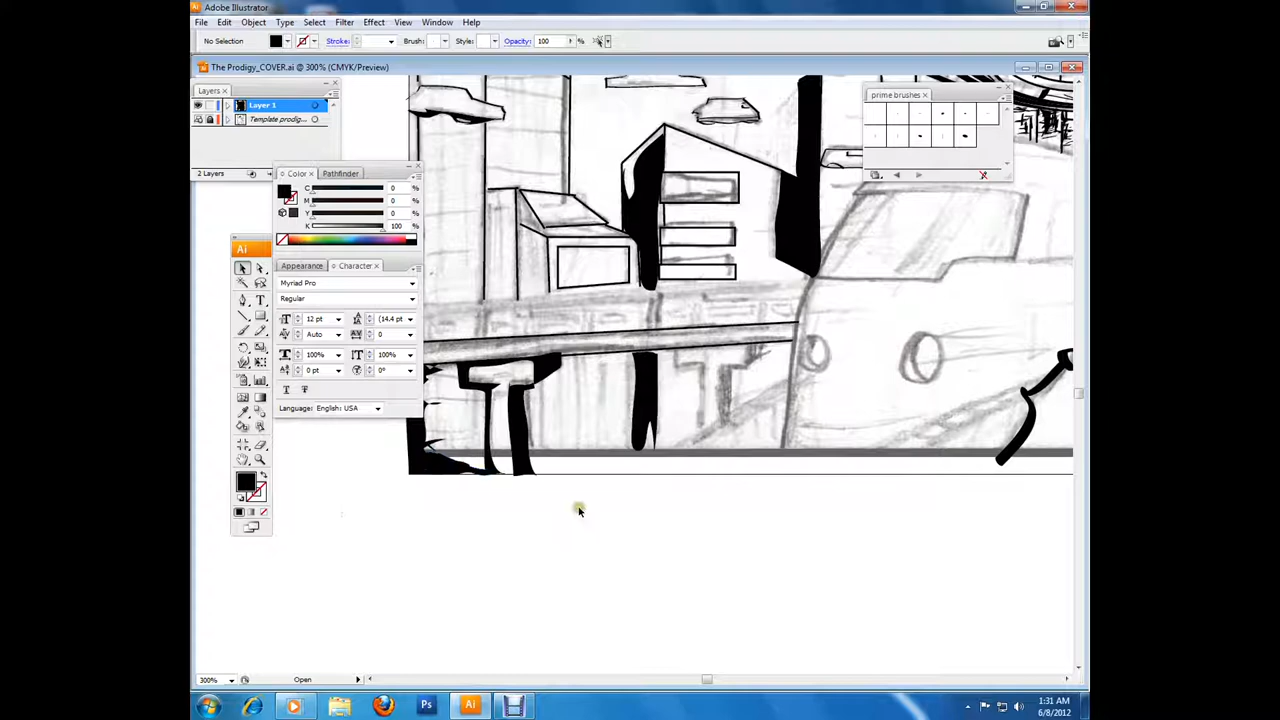 Adobe Illustrator
File Edit Object Type Select Filter Effect View Window Help
No Selection Stroke: Brush: Style: Opacity: 100 %
The Prodigy_COVER.ai @ 300% (CMYK/Preview)
Layers
Layer 1
Template prodig...
2 Layers
prime brushes
Color Pathfinder
C 0 %
M 0 %
Y 0 %
K 100 %
Ai
Appearance Character
Myriad Pro
Regular
12 pt (14.4 pt
Auto 0
100% 100%
0 pt 0°
T T
Language: English: USA
300% Open
Ps Ai
1:31 AM
6/8/2012